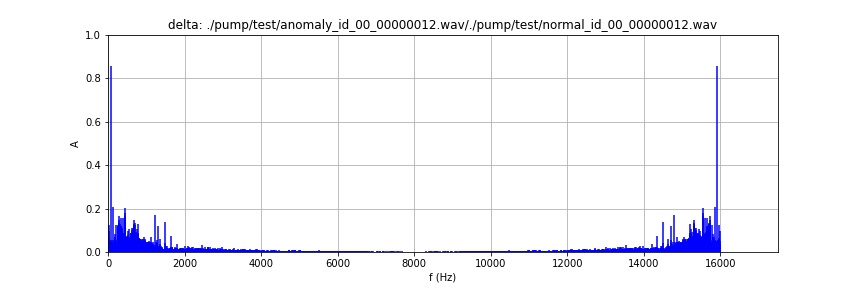 delta: ./pump/test/anomaly_id_00_00000012.wav/./pump/test/normal_id_00_00000012.wav
1.0
0.8
0.6
0.4
0.2
0.0
A
0 2000 4000 6000 8000 10000 12000 14000 16000
f (Hz)